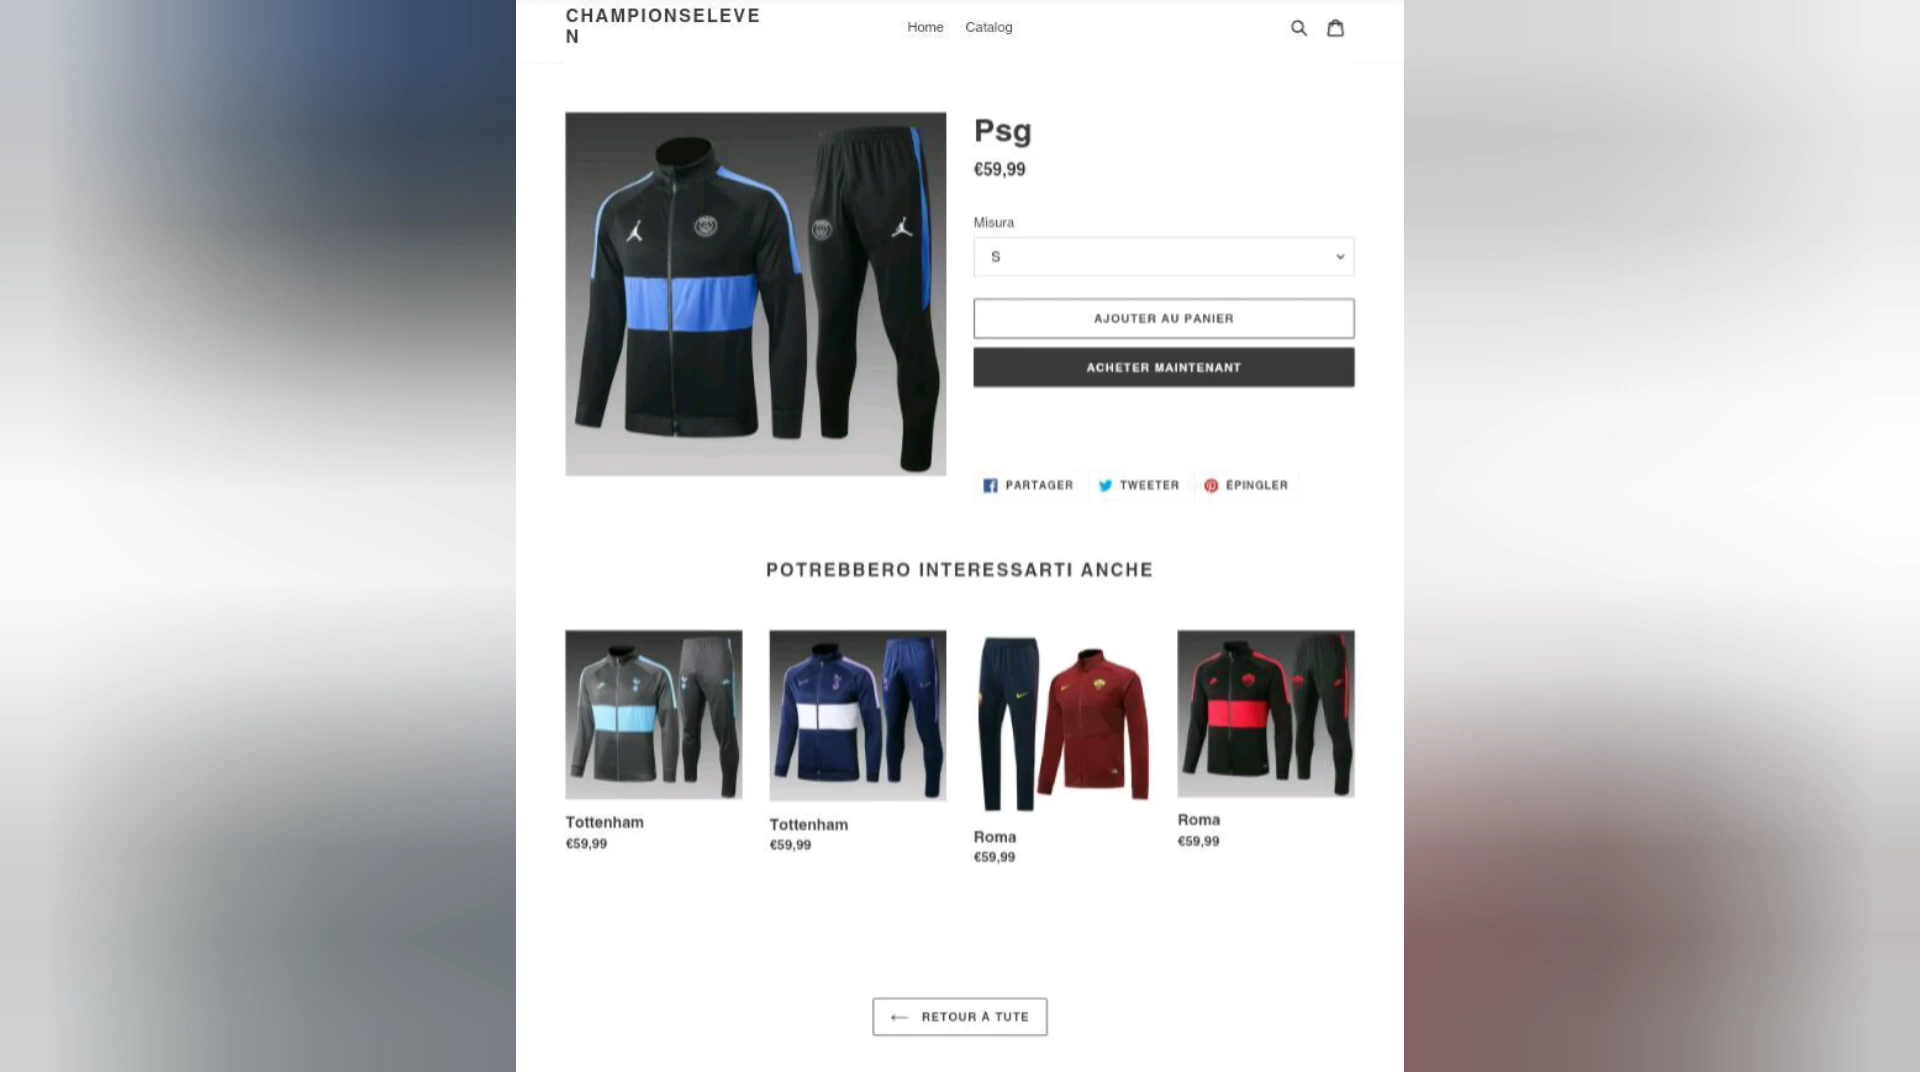 CHAMPIONSELEVE
N
Home Catalog
Psg
€59,99
Misura
S
AJOUTER AU PANIER
ACHETER MAINTENANT
PARTAGER TWEETER ÉPINGLER
POTREBBERO INTERESSARTI ANCHE
Tottenham
€59,99
Tottenham
€59,99
Roma
€59,99
Roma
€59,99
RETOUR À TUTE